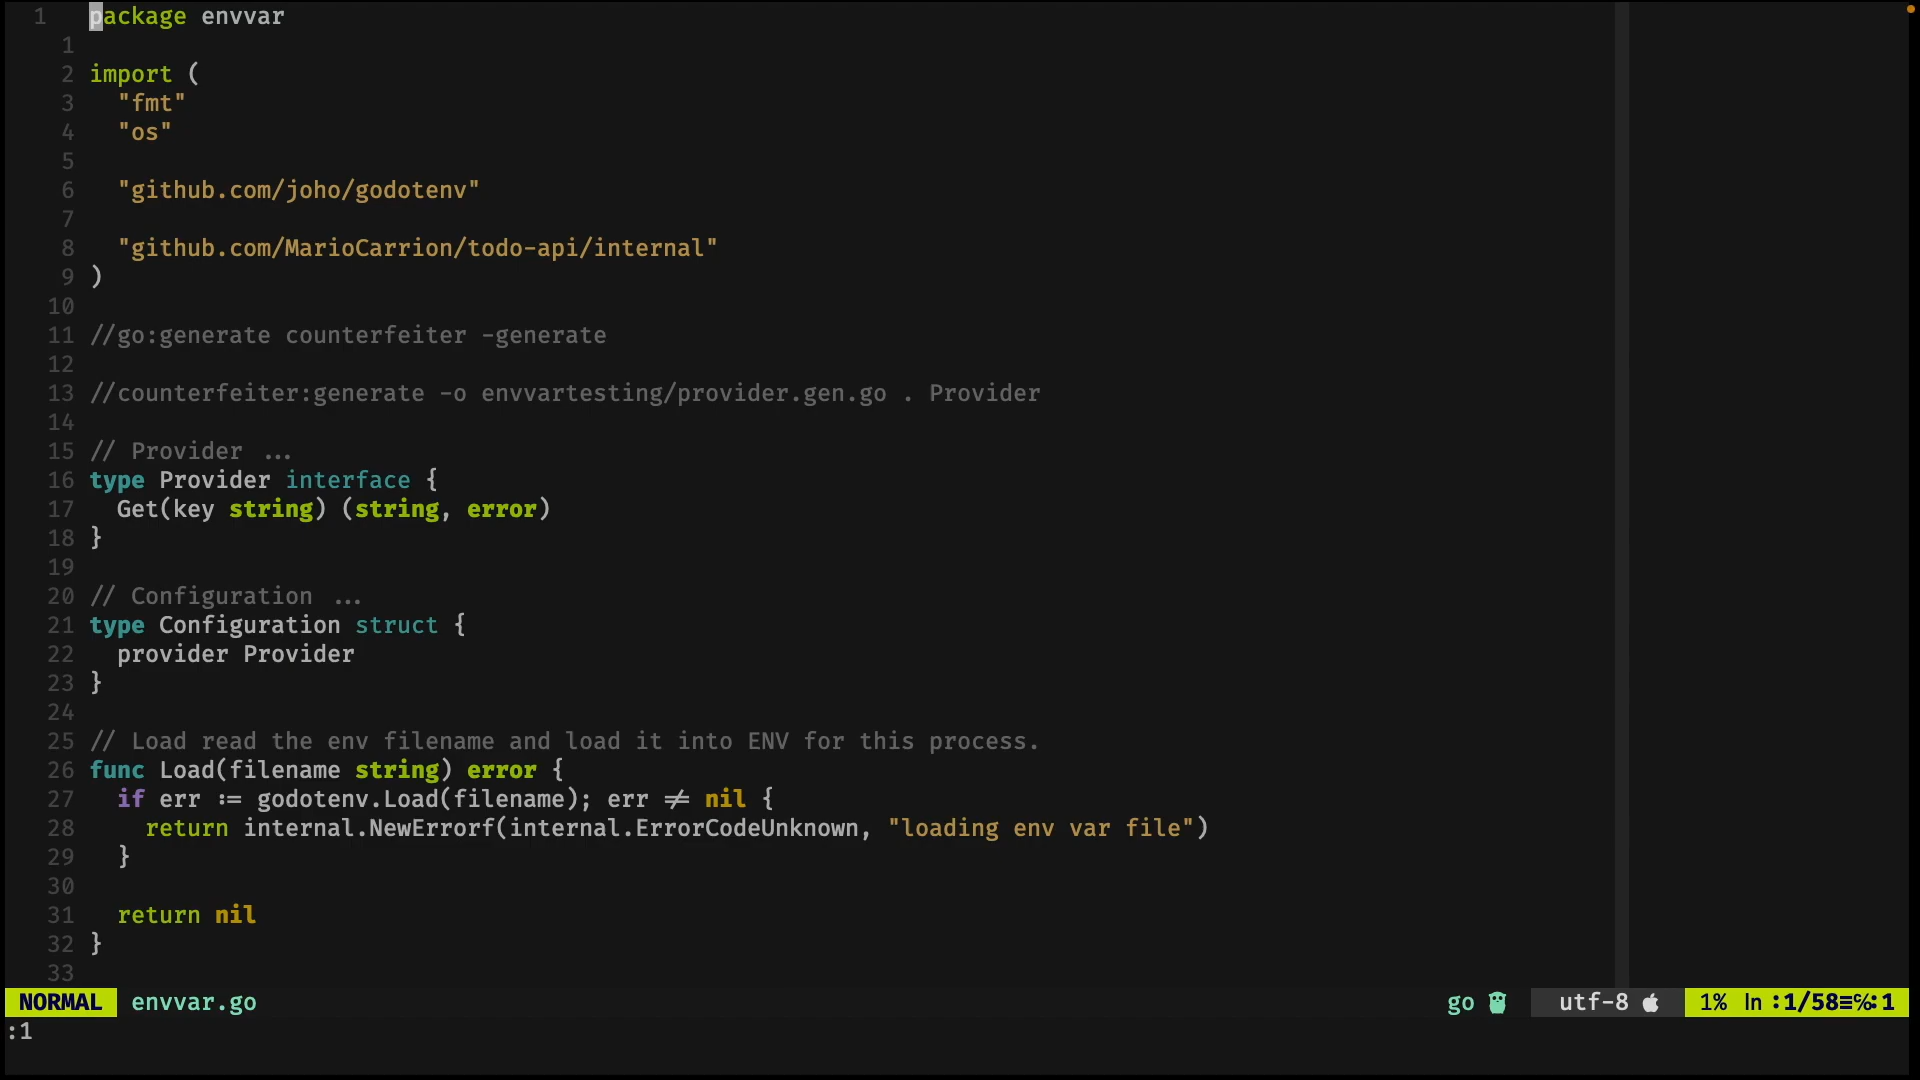 1 package envvar
1
2 import (
3 "fmt"
4 "os"
5
6 "github.com/joho/godotenv"
7
8 "github.com/MarioCarrion/todo-api/internal"
9 )
10
11 //go:generate counterfeiter -generate
12
13 //counterfeiter:generate -o envvartesting/provider.gen.go . Provider
14
15 // Provider ...
16 type Provider interface {
17 Get(key string) (string, error)
18 }
19
20 // Configuration ...
21 type Configuration struct {
22 provider Provider
23 }
24
25 // Load read the env filename and load it into ENV for this process.
26 func Load(filename string) error {
27 if err := godotenv.Load(filename); err != nil {
28 return internal.NewErrorf(internal.ErrorCodeUnknown, "loading env var file")
29 }
30
31 return nil
32 }
33
NORMAL envvar.go go utf-8 1% ln :1/58≡℅:1
:1